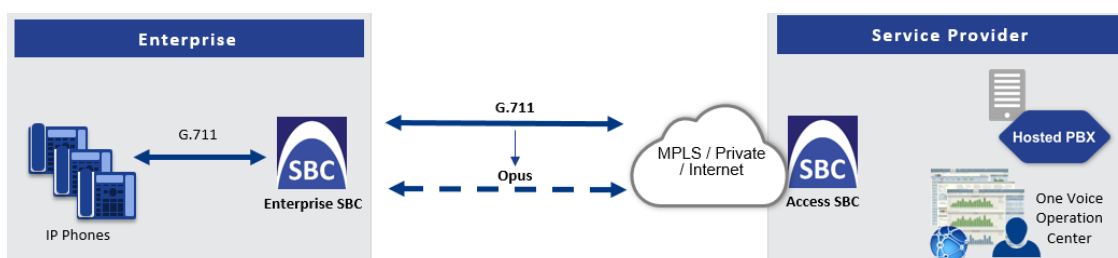 Enterprise
Service Provider
G.711
G.711
Opus
SBC
Enterprise SBC
IP Phones
MPLS / Private
/ Internet
SBC
Access SBC
Hosted PBX
One Voice
Operation
Center